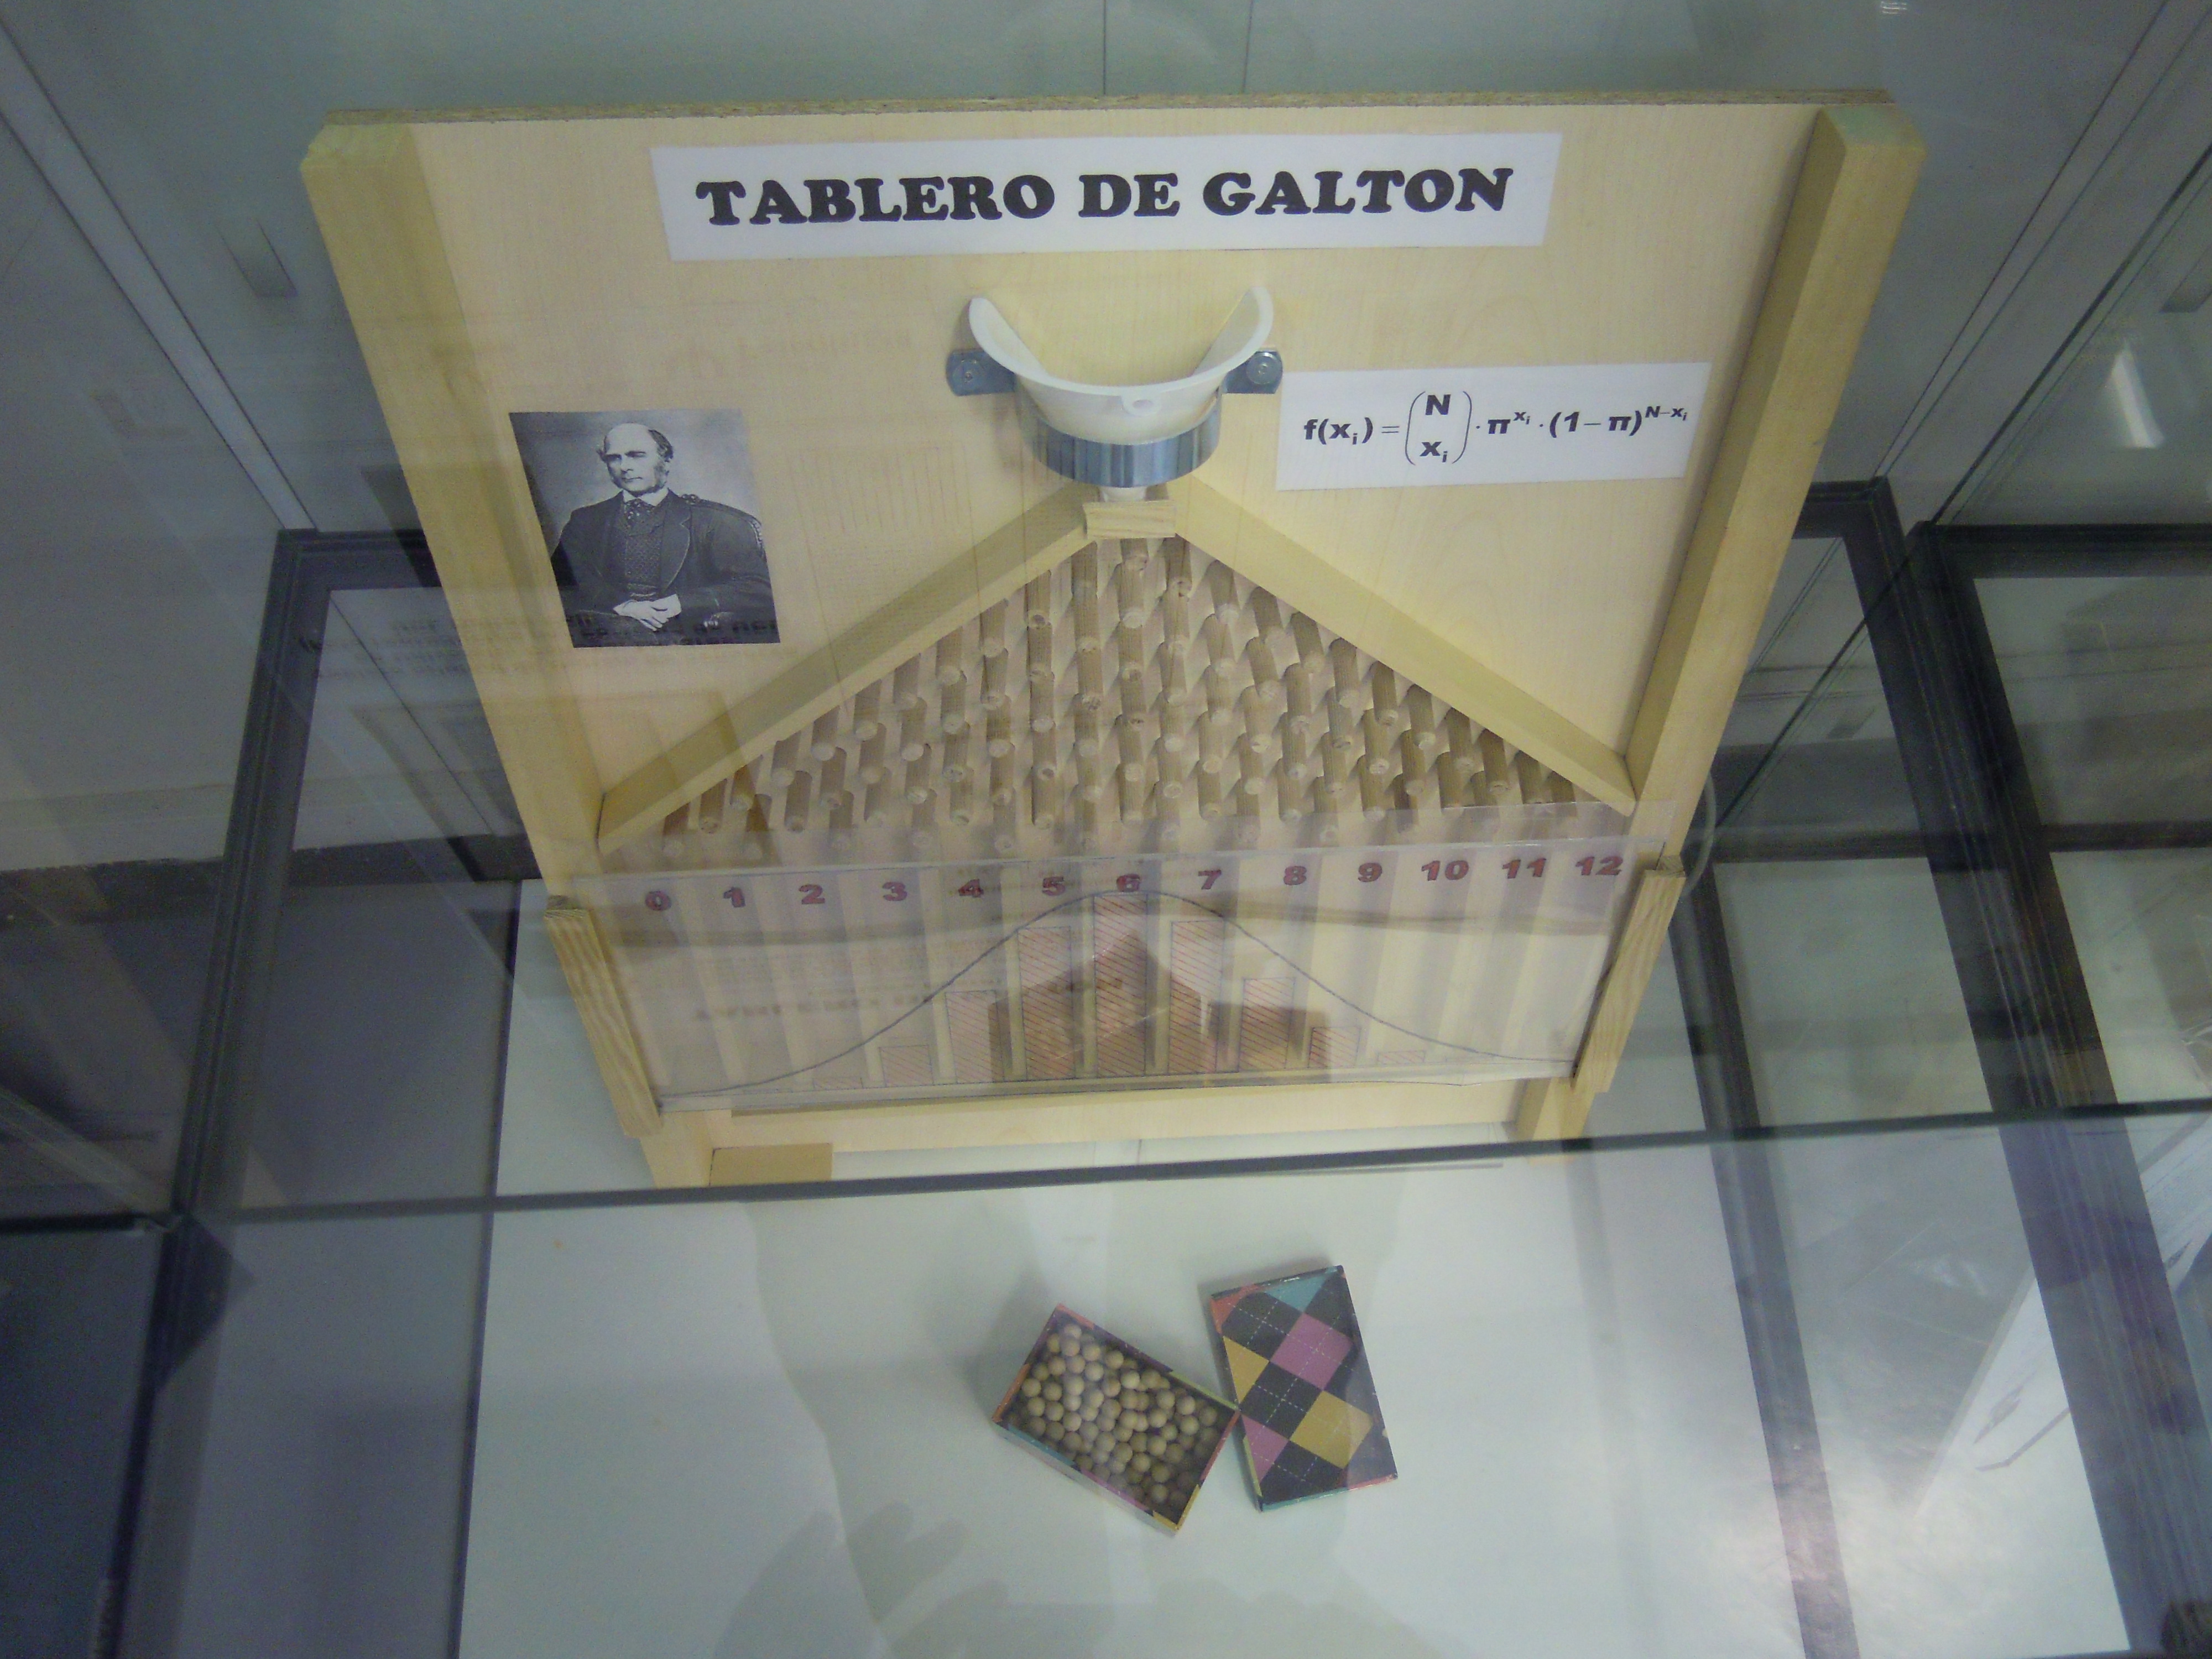 TABLERO DE GALTON
f(xᵢ) = (N xᵢ) · π^xᵢ · (1 − π)^N−xᵢ
0 1 2 3 4 5 6 7 8 9 10 11 12